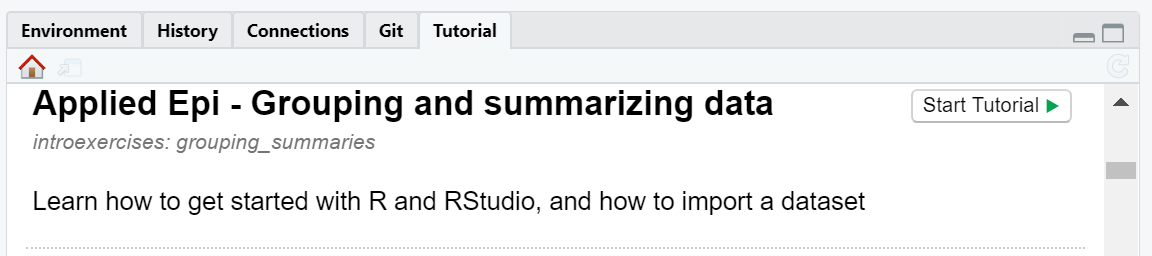 Environment History Connections Git Tutorial
Applied Epi - Grouping and summarizing data Start Tutorial
introexercises: grouping_summaries
Learn how to get started with R and RStudio, and how to import a dataset